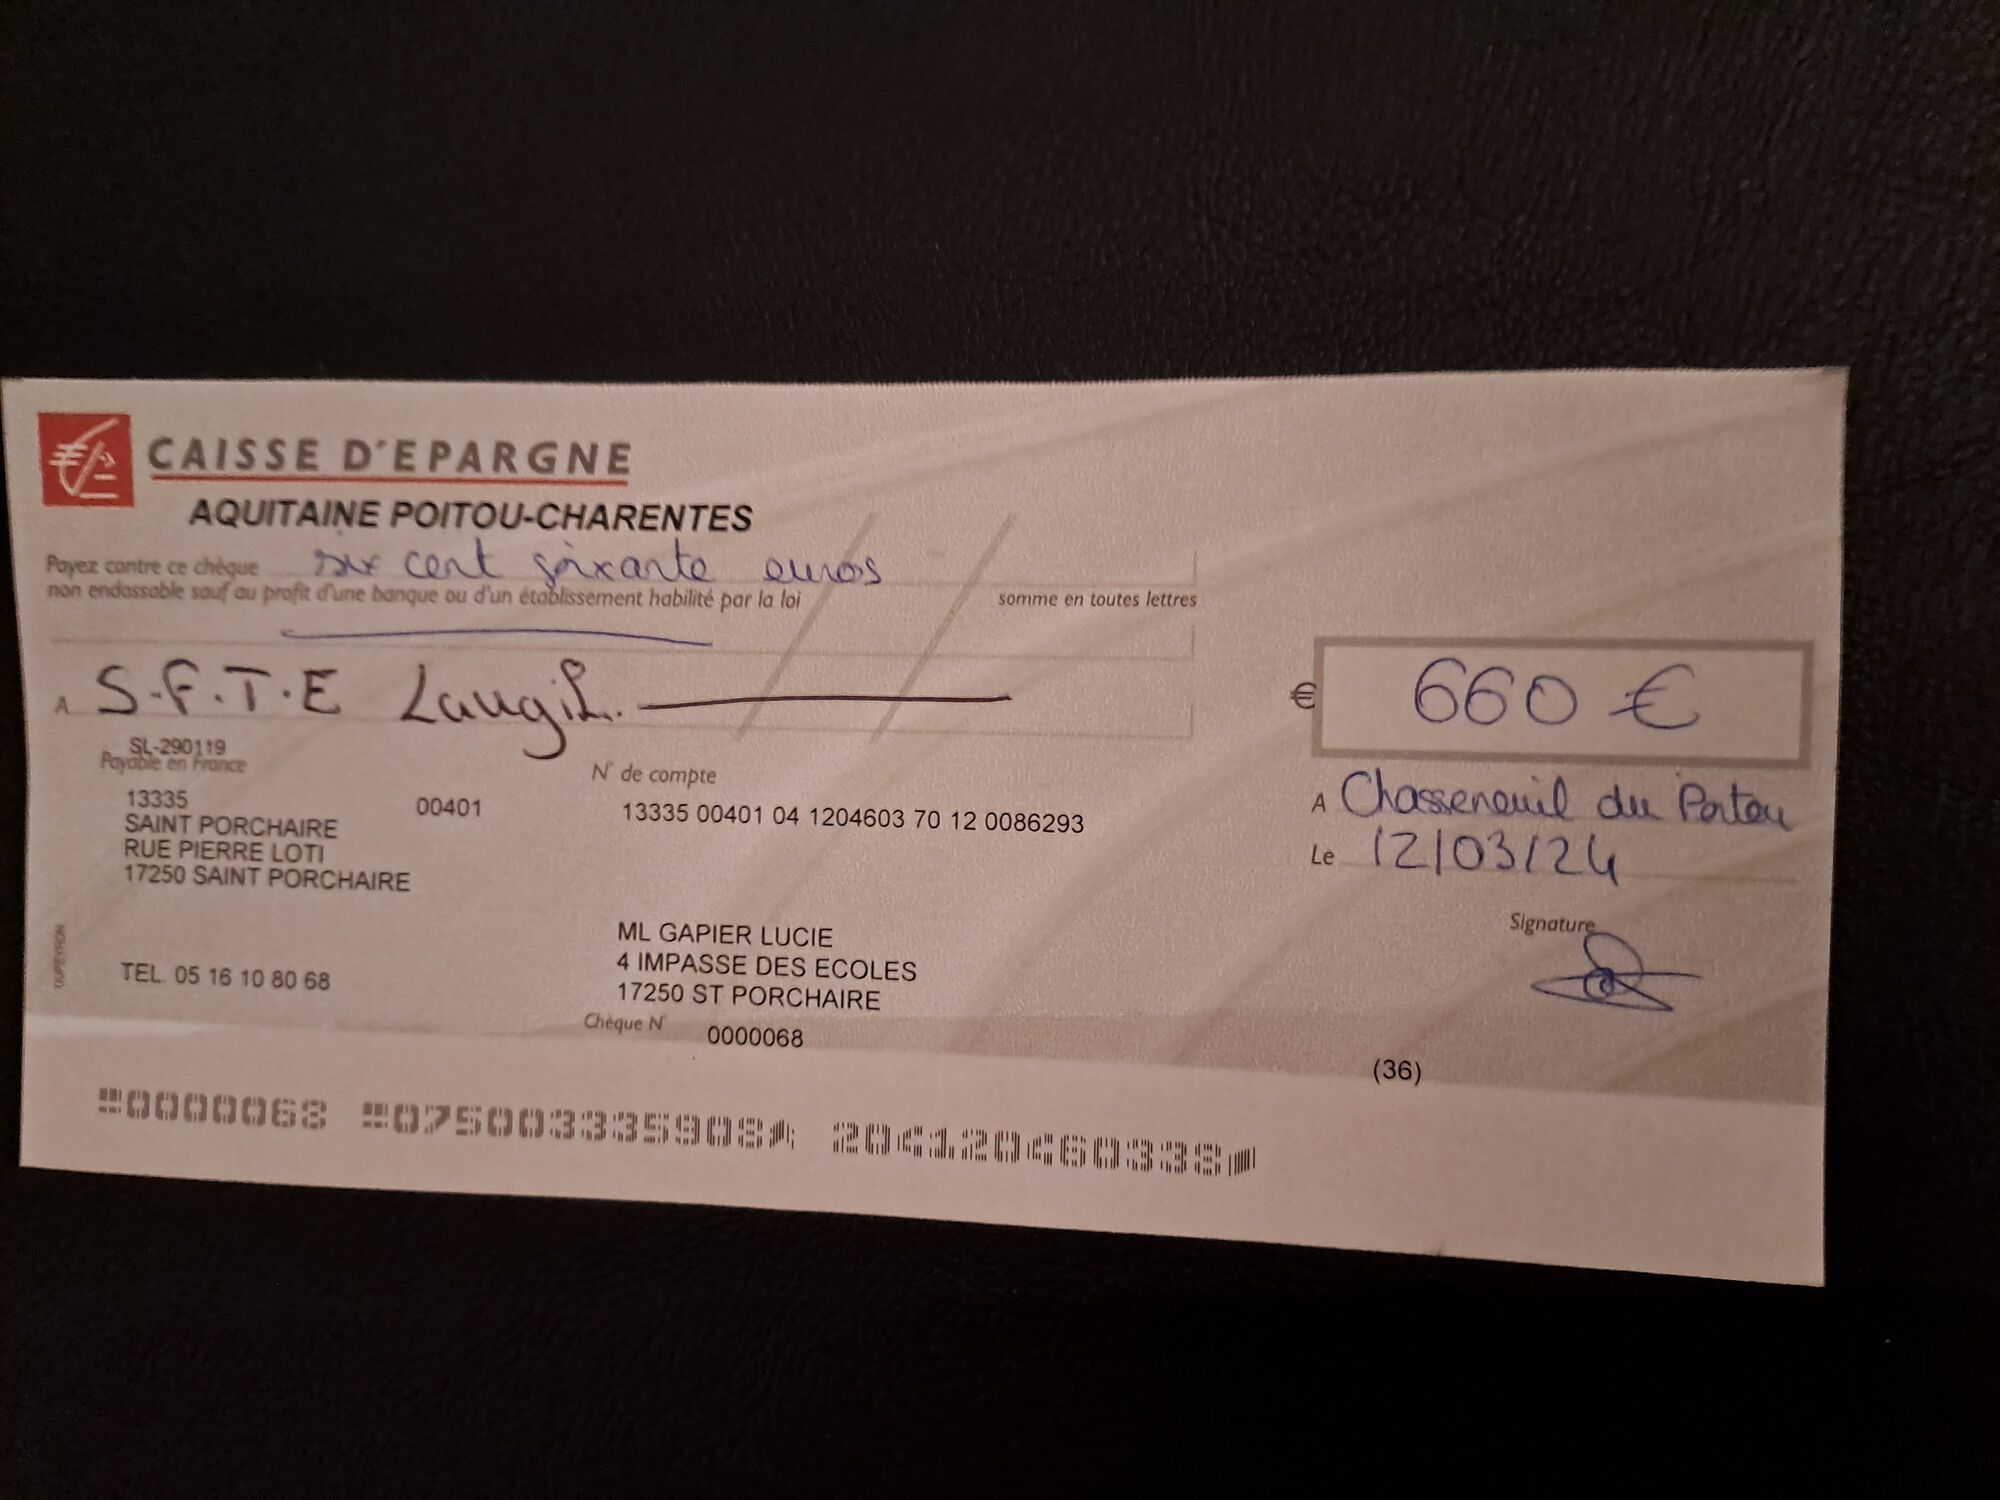 CAISSE D'EPARGNE
AQUITAINE POITOU-CHARENTES
Payez contre ce chèque six cent soixante euros
non endossable sauf au profit d'une banque ou d'un établissement habilité par la loi
somme en toutes lettres
A S.F.T.E
€ 660 €
SL-290119
Payable en France
13335 00401
SAINT PORCHAIRE
RUE PIERRE LOTI
17250 SAINT PORCHAIRE
TEL. 05 16 10 80 68
DUPEYRON
N° de compte
13335 00401 04 1204603 70 12 0086293
ML GAPIER LUCIE
4 IMPASSE DES ECOLES
17250 ST PORCHAIRE
Chèque N° 0000068
A Chasseneuil du Poitou
Le 12/03/24
Signature
(36)
0000068 075003335908 204120460338